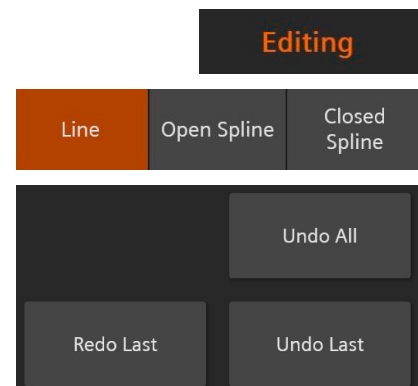 Editing
Line
Open Spline
Closed
Spline
Undo All
Redo Last
Undo Last